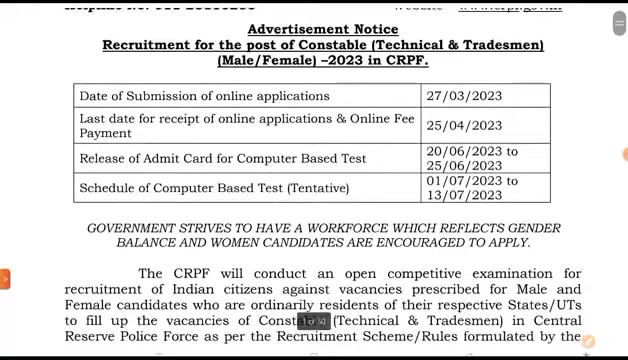 Advertisement Notice
Recruitment for the post of Constable (Technical & Tradesmen)
(Male/Female) –2023 in CRPF.
Date of Submission of online applications 27/03/2023
Last date for receipt of online applications & Online Fee Payment 25/04/2023
Release of Admit Card for Computer Based Test 20/06/2023 to 25/06/2023
Schedule of Computer Based Test (Tentative) 01/07/2023 to 13/07/2023
GOVERNMENT STRIVES TO HAVE A WORKFORCE WHICH REFLECTS GENDER
BALANCE AND WOMEN CANDIDATES ARE ENCOURAGED TO APPLY.
The CRPF will conduct an open competitive examination for
recruitment of Indian citizens against vacancies prescribed for Male and
Female candidates who are ordinarily residents of their respective States/UTs
to fill up the vacancies of (Technical & Tradesmen) in Central
Reserve Police Force as per the Recruitment Scheme/Rules formulated by the